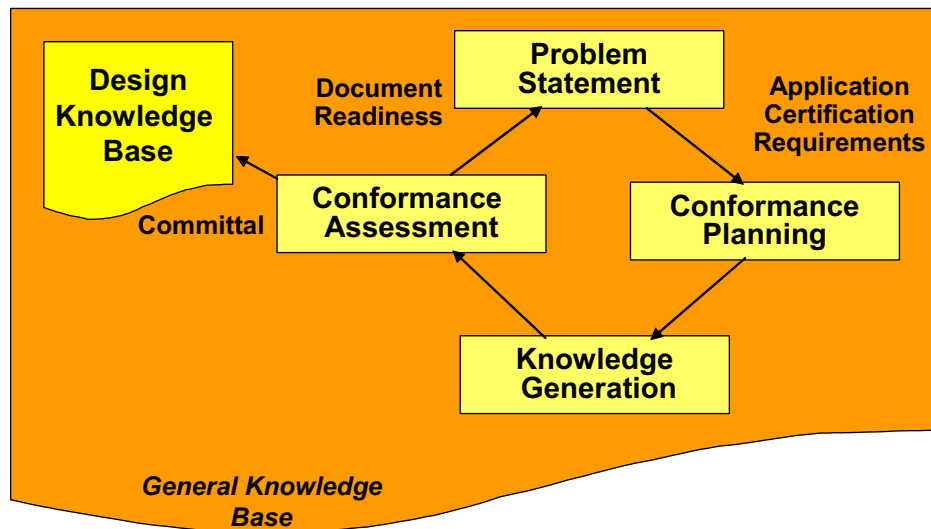 Design
Knowledge
Base
Document
Readiness
Problem
Statement
Application
Certification
Requirements
Committal
Conformance
Assessment
Conformance
Planning
Knowledge
Generation
General Knowledge
Base